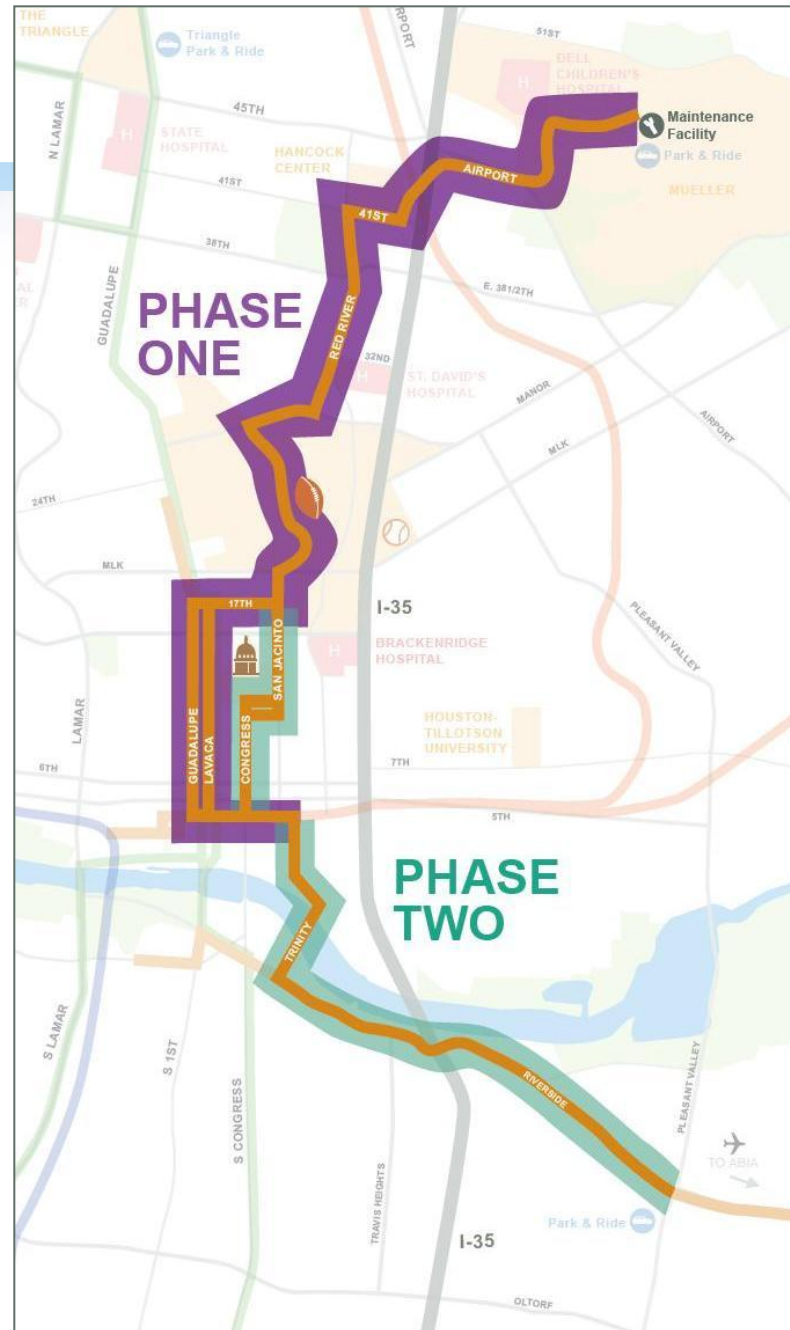 THE
TRIANGLE
Triangle
Park & Ride
AIRPORT
51ST
DELL
CHILDREN'S
HOSPITAL
H
Maintenance
Facility
Park & Ride
MUELLER
N LAMAR
45TH
H
STATE
HOSPITAL
HANCOCK
CENTER
AIRPORT
41ST
41ST
38TH
GUADALUPE
E. 381/2TH
PHASE
ONE
RED RIVER
32ND
H
ST. DAVID'S
HOSPITAL
MANOR
AIRPORT
MLK
24TH
MLK
17TH
I-35
PLEASANT VALLEY
H
BRACKENRIDGE
HOSPITAL
SAN JACINTO
LAMAR
GUADALUPE
LAVACA
CONGRESS
HOUSTON-
TILLOTSON
UNIVERSITY
6TH
7TH
5TH
PHASE
TWO
TRINITY
S LAMAR
S 1ST
S CONGRESS
RIVERSIDE
PLEASANT VALLEY
TO ABIA
TRAVIS HEIGHTS
Park & Ride
I-35
OLTORF